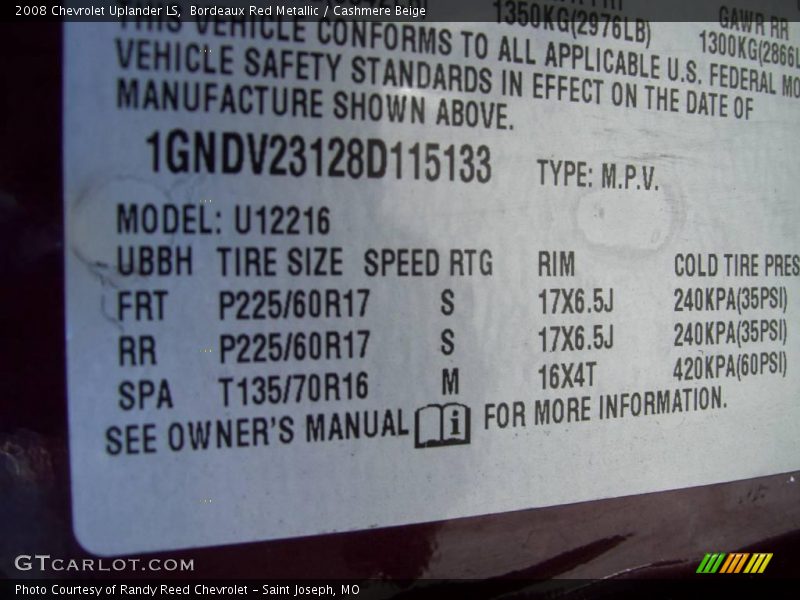 2008 Chevrolet Uplander LS, Bordeaux Red Metallic / Cashmere Beige
1350KG(2976LB)
GAWR RR
1300KG(2866L
THIS VEHICLE CONFORMS TO ALL APPLICABLE U.S. FEDERAL MO
VEHICLE SAFETY STANDARDS IN EFFECT ON THE DATE OF
MANUFACTURE SHOWN ABOVE.
1GNDV23128D115133 TYPE: M.P.V.
MODEL: U12216
UBBH TIRE SIZE SPEED RTG RIM COLD TIRE PRES
FRT P225/60R17 S 17X6.5J 240KPA(35PSI)
RR P225/60R17 S 17X6.5J 240KPA(35PSI)
SPA T135/70R16 M 16X4T 420KPA(60PSI)
SEE OWNER'S MANUAL i FOR MORE INFORMATION.
GTCARLOT.COM
Photo Courtesy of Randy Reed Chevrolet - Saint Joseph, MO